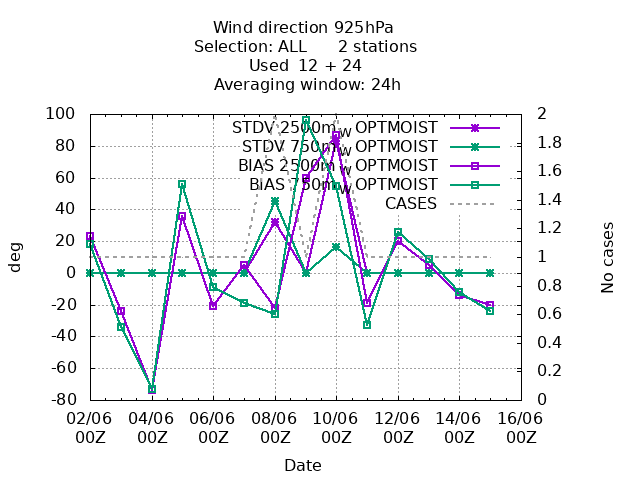 Wind direction 925hPa
Selection: ALL 2 stations
Used 12 + 24
Averaging window: 24h
STDV 2500m_W OPTMOIST
STDV 750m_W OPTMOIST
BIAS 2500m_W OPTMOIST
BIAS 750m_W OPTMOIST
CASES
100
80
60
40
20
0
-20
-40
-60
-80
deg
2
1.8
1.6
1.4
1.2
1
0.8
0.6
0.4
0.2
0
No cases
02/06 04/06 06/06 08/06 10/06 12/06 14/06 16/06
00Z 00Z 00Z 00Z 00Z 00Z 00Z 00Z
Date